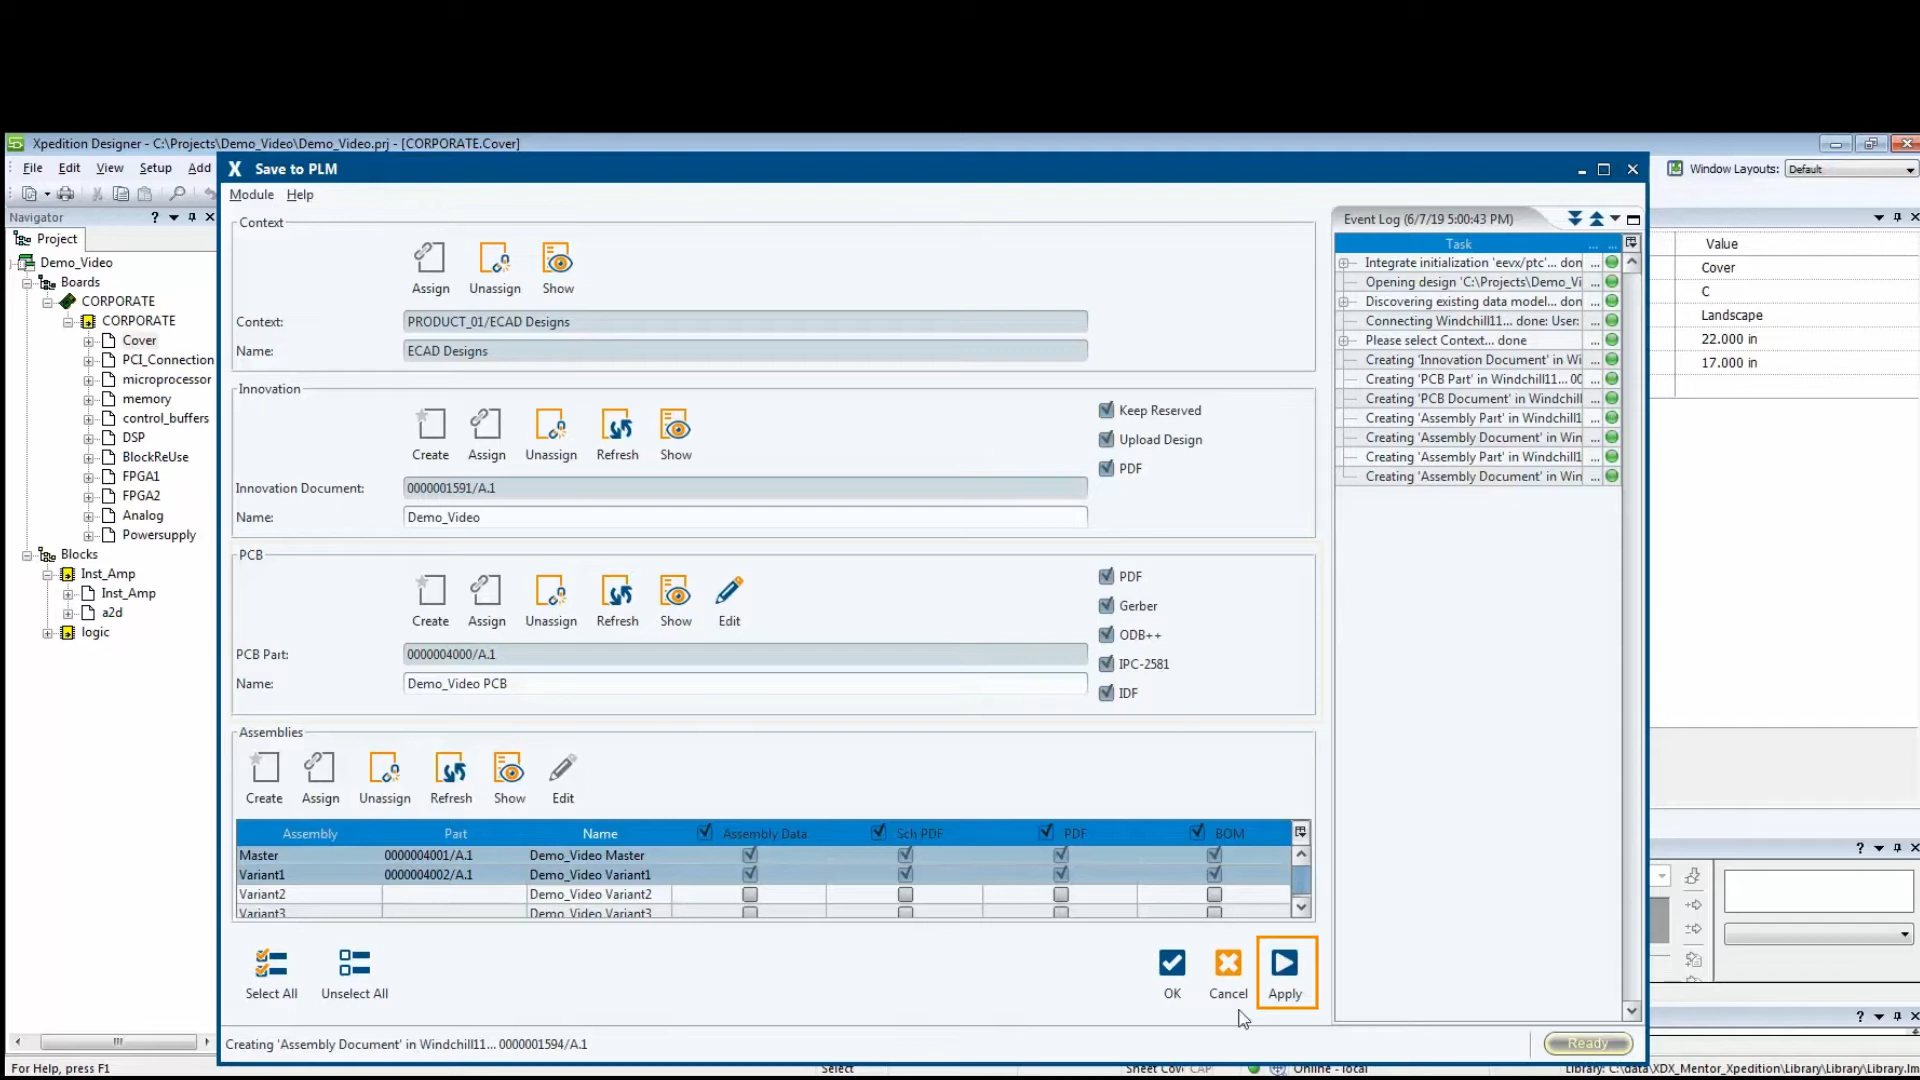 Xpedition Designer - C:\Projects\Demo_Video\Demo_Video.prj - [CORPORATE.Cover]
File Edit View Setup Add
X Save to PLM
Window Layouts: Default
Module Help
Navigator ?
Project
Demo_Video
Boards
CORPORATE
CORPORATE
Cover
PCI_Connection
microprocessor
memory
control_buffers
DSP
BlockReUse
FPGA1
FPGA2
Analog
Powersupply
Blocks
Inst_Amp
Inst_Amp
a2d
logic
Context
Assign Unassign Show
Context: PRODUCT_01/ECAD Designs
Name: ECAD Designs
Innovation
Create Assign Unassign Refresh Show
Keep Reserved
Upload Design
PDF
Innovation Document: 0000001591/A.1
Name: Demo_Video
PCB
Create Assign Unassign Refresh Show Edit
PDF
Gerber
ODB++
IPC-2581
IDF
PCB Part: 0000004000/A.1
Name: Demo_Video PCB
Assemblies
Create Assign Unassign Refresh Show Edit
Assembly Part Name Assembly Data Sch PDF PDF BOM
Master 0000004001/A.1 Demo_Video Master
Variant1 0000004002/A.1 Demo_Video Variant1
Variant2 Demo_Video Variant2
Variant3 Demo_Video Variant3
Select All Unselect All OK Cancel Apply
Creating 'Assembly Document' in Windchill11... 0000001594/A.1
Ready
Event Log (6/7/19 5:00:43 PM)
Task ... ...
Integrate initialization 'eevx/ptc'... don ...
Opening design 'C:\Projects\Demo_Vi ...
Discovering existing data model... don ...
Connecting Windchill11... done: User: ...
Please select Context... done ...
Creating 'Innovation Document' in Wi ...
Creating 'PCB Part' in Windchill11... 00 ...
Creating 'PCB Document' in Windchill ...
Creating 'Assembly Part' in Windchill1 ...
Creating 'Assembly Document' in Win ...
Creating 'Assembly Part' in Windchill1 ...
Creating 'Assembly Document' in Win ...
Value
Cover
C
Landscape
22.000 in
17.000 in
?
?
For Help, press F1
Select
Sheet Cov CAP
Online - local
Library: C:\data\XDX_Mentor_Xpedition\Library\Library\Library.lm